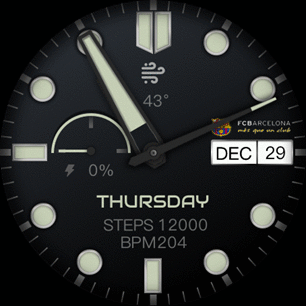 43°
FCBARCELONA
més que un club
DEC 29
0%
THURSDAY
STEPS 12000
BPM204